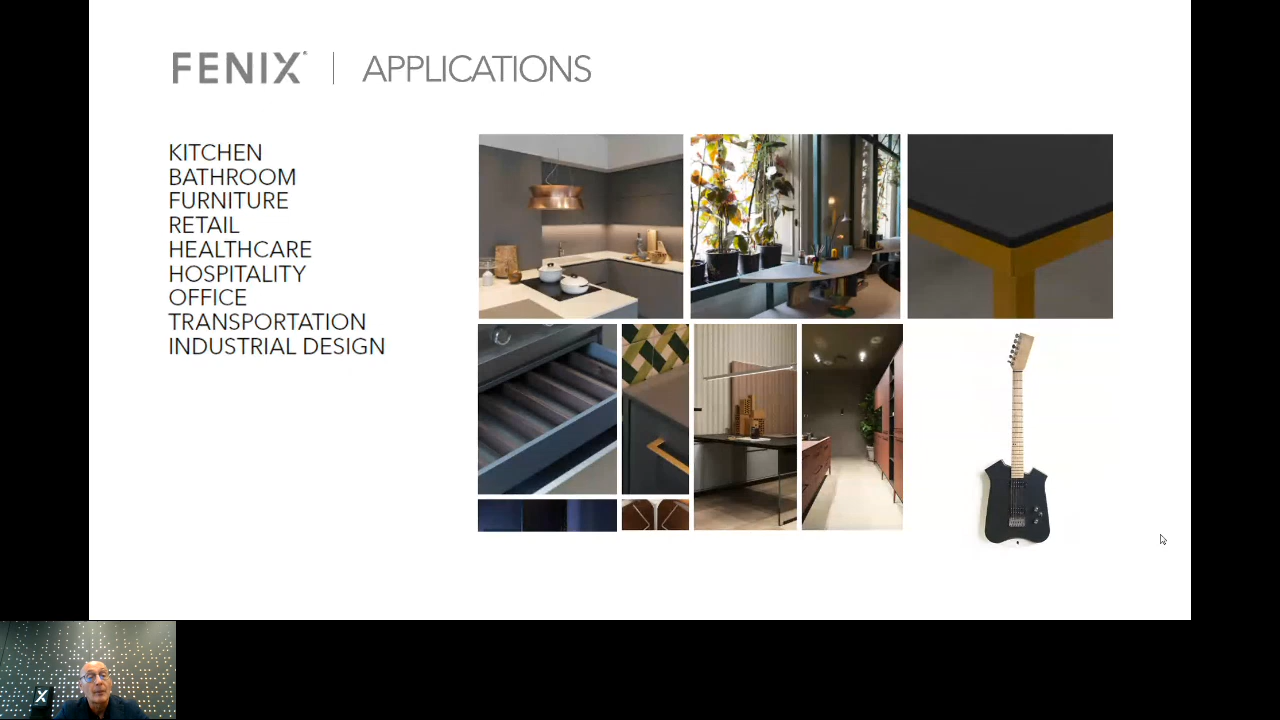 FENIX® | APPLICATIONS
KITCHEN
BATHROOM
FURNITURE
RETAIL
HEALTHCARE
HOSPITALITY
OFFICE
TRANSPORTATION
INDUSTRIAL DESIGN
X